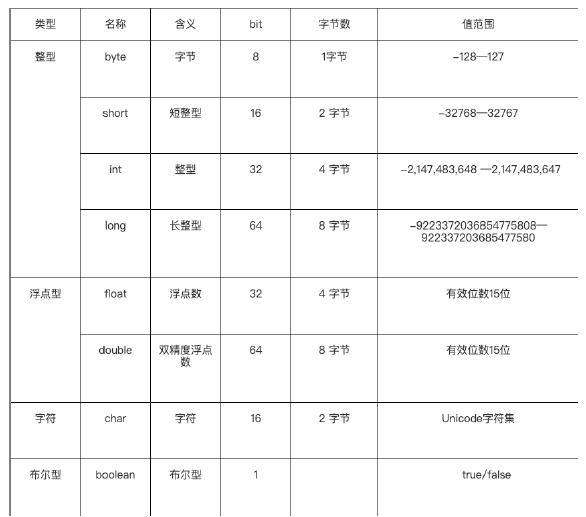 类型 名称 含义 bit 字节数 值范围
整型 byte 字节 8 1字节 -128—127
short 短整型 16 2 字节 -32768—32767
int 整型 32 4 字节 -2,147,483,648 —2,147,483,647
long 长整型 64 8 字节 -9223372036854775808—
922337203685477580
浮点型 float 浮点数 32 4 字节 有效位数15位
double 双精度浮点 64 8 字节 有效位数15位
数
字符 char 字符 16 2 字节 Unicode字符集
布尔型 boolean 布尔型 1 true/false